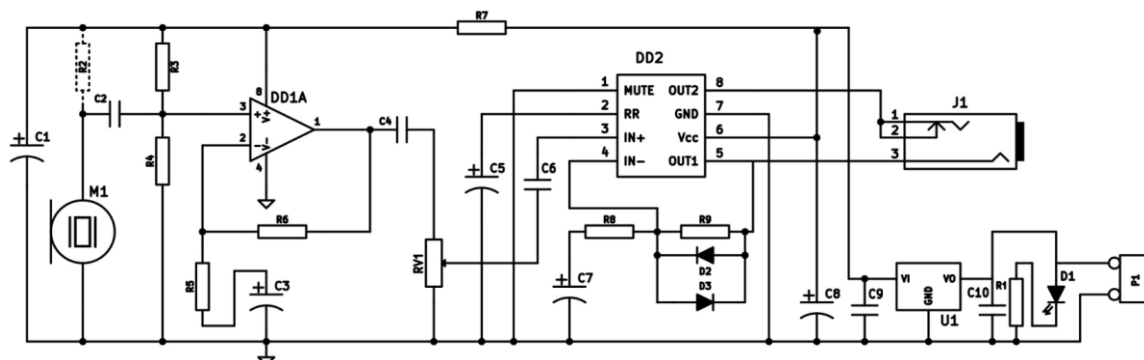 R7
R2
R3
C2
8
DD1A
3
2
1
4
C4
C1
R4
M1
R6
R5
C3
RV1
C5
C6
DD2
1 MUTE OUT2 8
2 RR GND 7
3 IN+ Vcc 6
4 IN- OUT1 5
J1
1
2
3
R8
R9
D2
D3
C7
C8
C9
VI VO
GND
U1
C10
R1
D1
P1